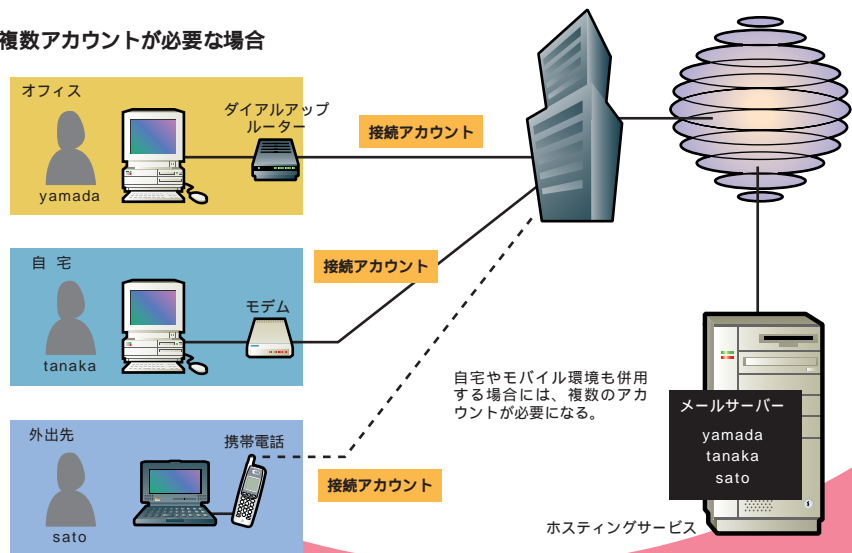 複数アカウントが必要な場合
オフィス
yamada
ダイアルアップ
ルーター
接続アカウント
自 宅
tanaka
モデム
接続アカウント
外出先
sato
携帯電話
接続アカウント
自宅やモバイル環境も併用
する場合には、複数のアカ
ウントが必要になる。
メールサーバー
yamada
tanaka
sato
ホスティングサービス